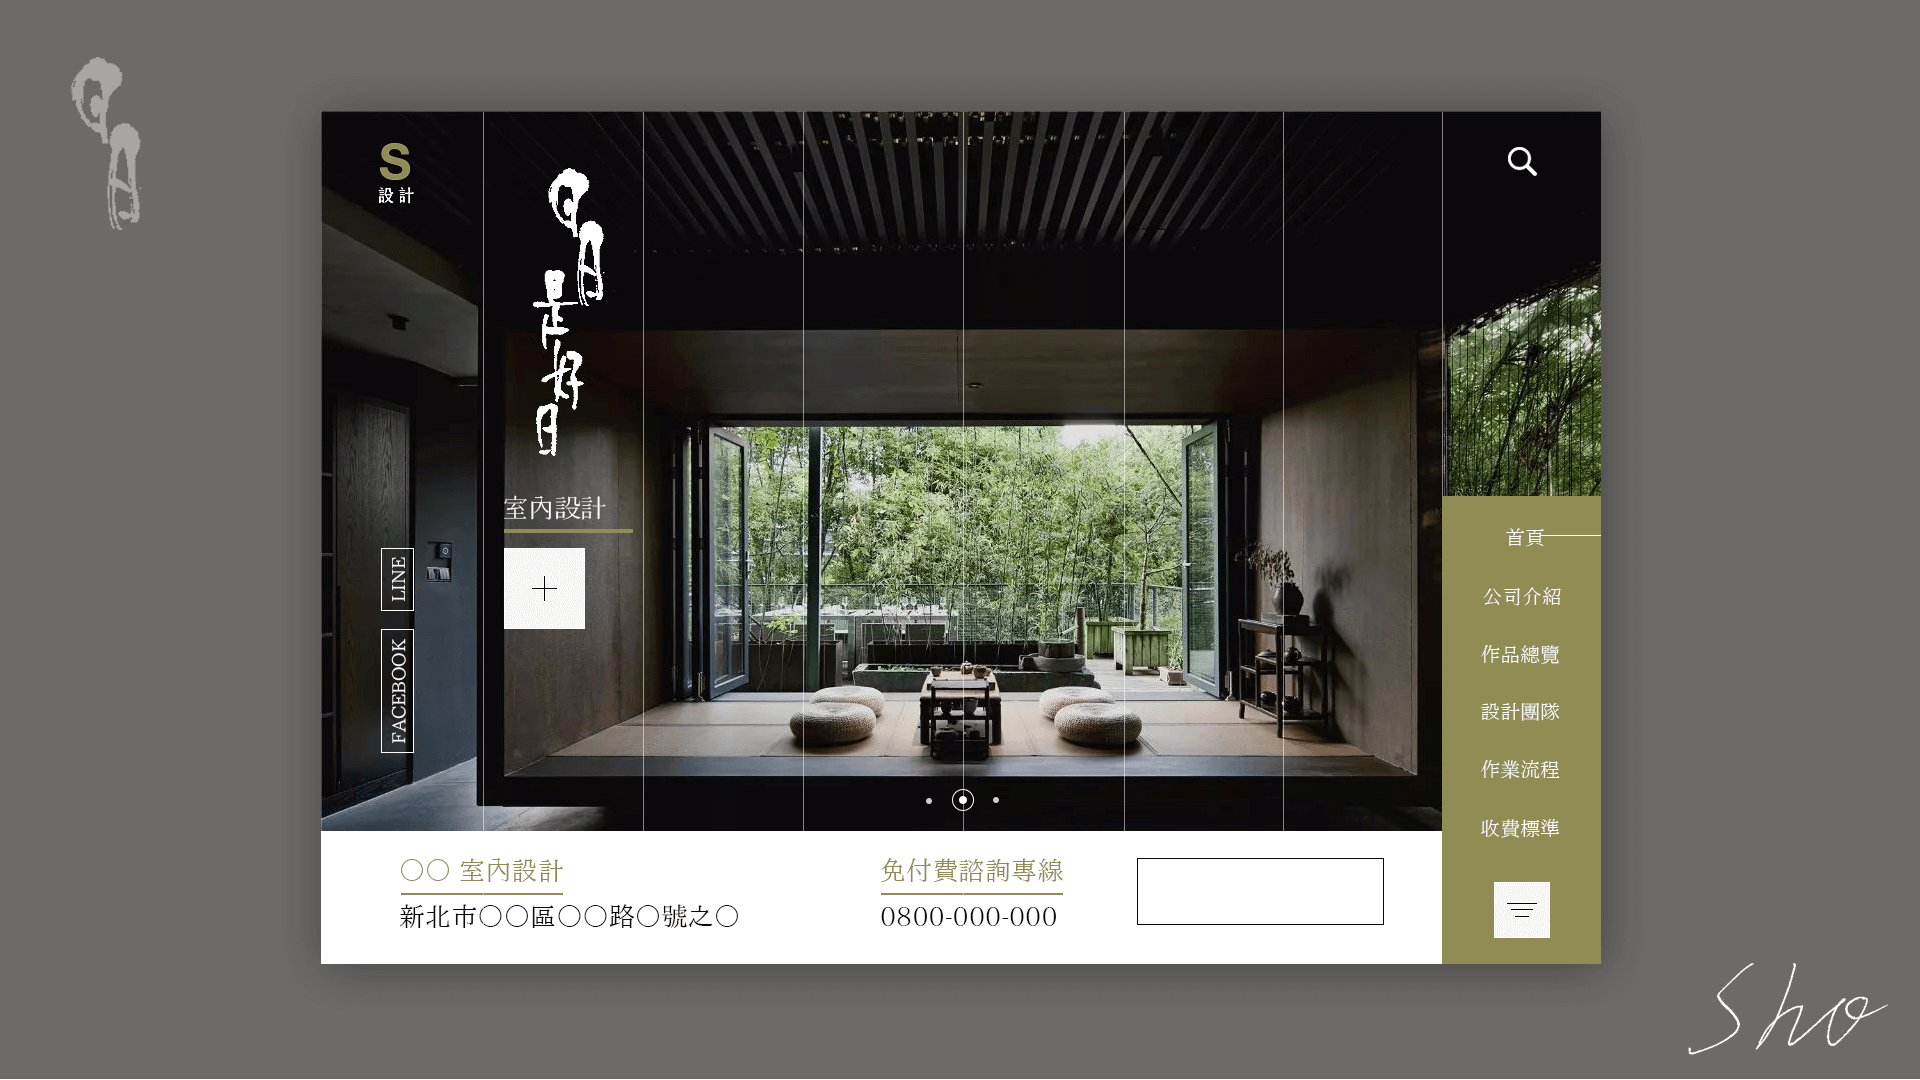 S
設計
日日是好日
室內設計
LINE
FACEBOOK
首頁
公司介紹
作品總覽
設計團隊
作業流程
收費標準
〇〇 室內設計
新北市〇〇區〇〇路〇號之〇
免付費諮詢專線
0800-000-000
Sho